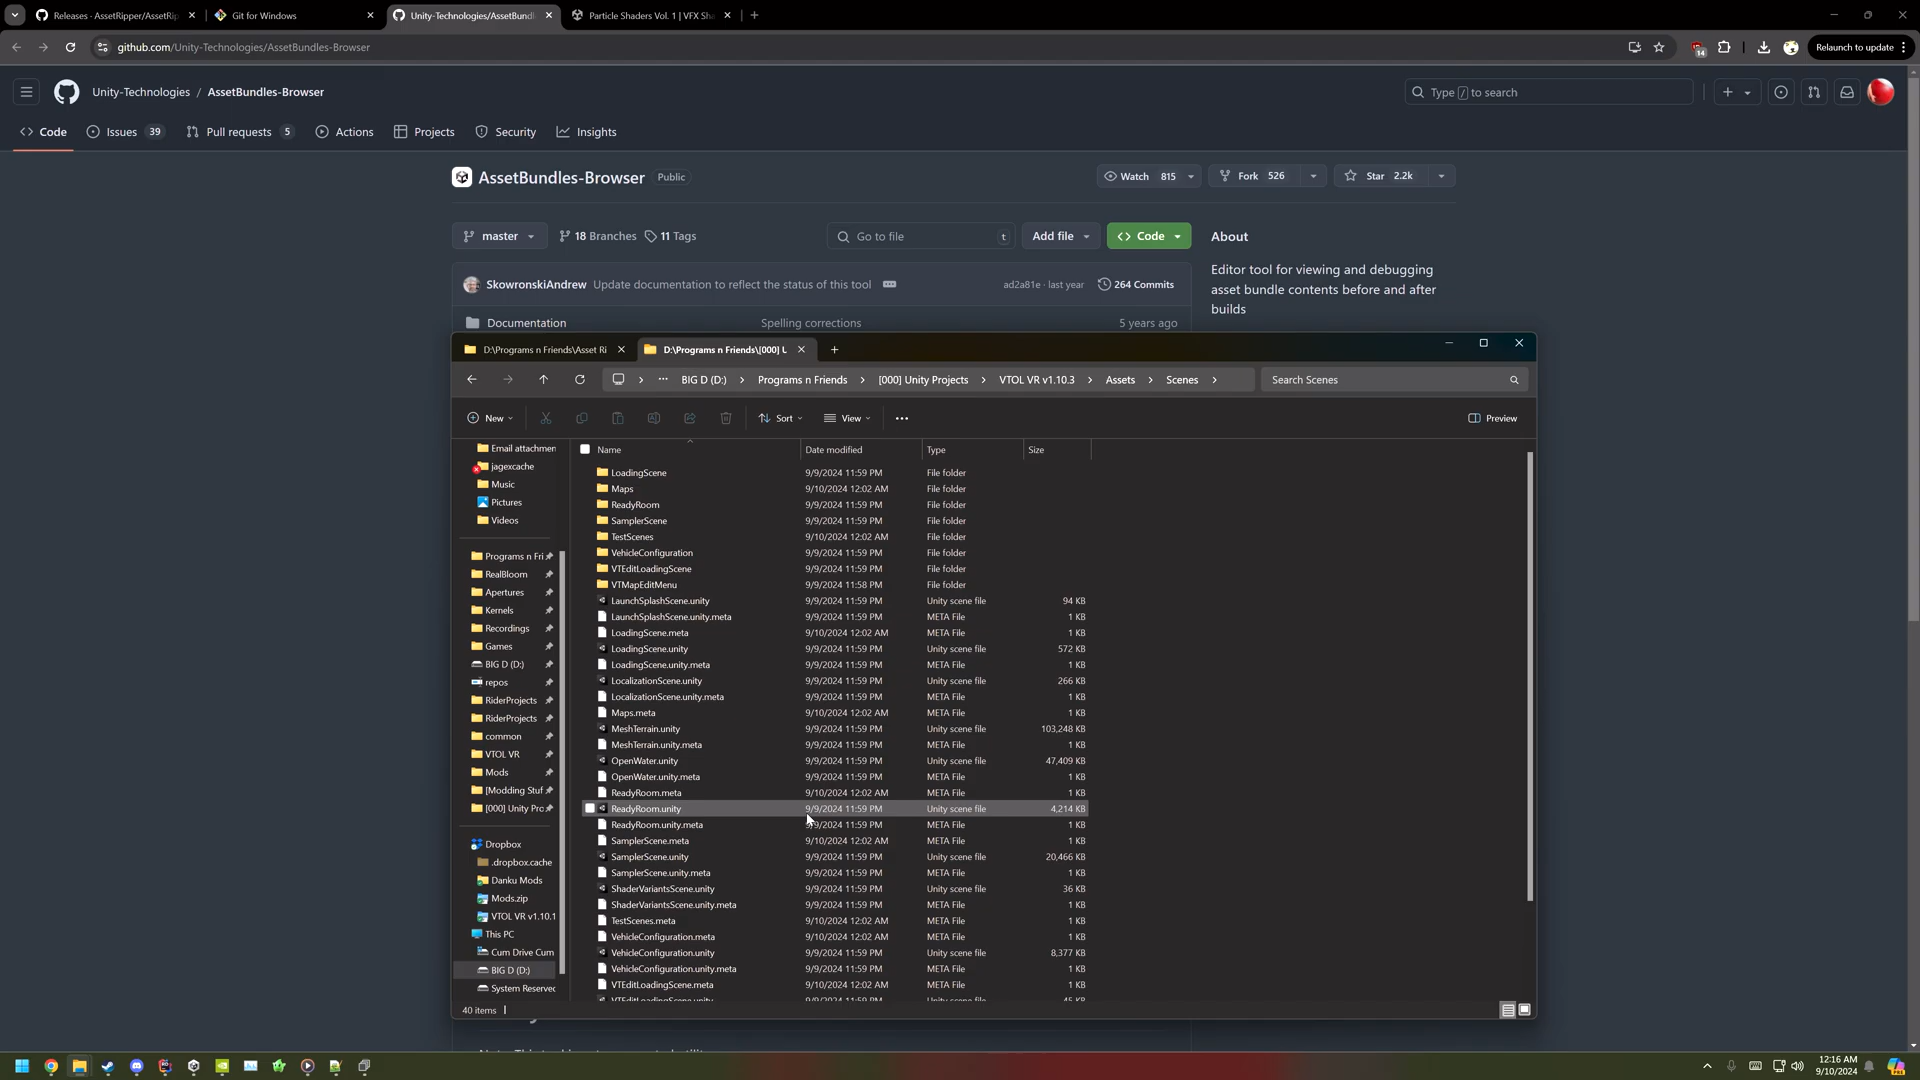 Releases - AssetRipper/AssetRip
Git for Windows
Unity-Technologies/AssetBundl
Particle Shaders Vol. 1 | VFX Sh
github.com/Unity-Technologies/AssetBundles-Browser
14
Relaunch to update
Unity-Technologies / AssetBundles-Browser
Type / to search
Code
Issues 39
Pull requests 5
Actions
Projects
Security
Insights
AssetBundles-Browser Public
Watch 815
Fork 526
Star 2.2k
master
18 Branches
11 Tags
Go to file t
Add file
Code
About
Editor tool for viewing and debugging
asset bundle contents before and after
builds
SkowronskiAndrew Update documentation to reflect the status of this tool
ad2a81e · last year
264 Commits
Documentation Spelling corrections 5 years ago
D:\Programs n Friends\Asset Ri
D:\Programs n Friends\[000] U
BIG D (D:) > Programs n Friends > [000] Unity Projects > VTOL VR v1.10.3 > Assets > Scenes >
Search Scenes
New
Sort
View
Preview
Email attachmen
jagexcache
Music
Pictures
Videos
Programs n Fri
RealBloom
Apertures
Kernels
Recordings
Games
BIG D (D:)
repos
RiderProjects
RiderProjects
common
VTOL VR
Mods
[Modding Stuf
[000] Unity Prc
Dropbox
.dropbox.cache
Danku Mods
Mods.zip
VTOL VR v1.10.1
This PC
Cum Drive Cum
BIG D (D:)
System Reserved
Name Date modified Type Size
LoadingScene 9/9/2024 11:59 PM File folder
Maps 9/10/2024 12:02 AM File folder
ReadyRoom 9/9/2024 11:59 PM File folder
SamplerScene 9/9/2024 11:59 PM File folder
TestScenes 9/10/2024 12:02 AM File folder
VehicleConfiguration 9/9/2024 11:59 PM File folder
VTEditLoadingScene 9/9/2024 11:59 PM File folder
VTMapEditMenu 9/9/2024 11:58 PM File folder
LaunchSplashScene.unity 9/9/2024 11:59 PM Unity scene file 94 KB
LaunchSplashScene.unity.meta 9/9/2024 11:59 PM META File 1 KB
LoadingScene.meta 9/10/2024 12:02 AM META File 1 KB
LoadingScene.unity 9/9/2024 11:59 PM Unity scene file 572 KB
LoadingScene.unity.meta 9/9/2024 11:59 PM META File 1 KB
LocalizationScene.unity 9/9/2024 11:59 PM Unity scene file 266 KB
LocalizationScene.unity.meta 9/9/2024 11:59 PM META File 1 KB
Maps.meta 9/10/2024 12:02 AM META File 1 KB
MeshTerrain.unity 9/9/2024 11:59 PM Unity scene file 103,248 KB
MeshTerrain.unity.meta 9/9/2024 11:59 PM META File 1 KB
OpenWater.unity 9/9/2024 11:59 PM Unity scene file 47,409 KB
OpenWater.unity.meta 9/9/2024 11:59 PM META File 1 KB
ReadyRoom.meta 9/10/2024 12:02 AM META File 1 KB
ReadyRoom.unity 9/9/2024 11:59 PM Unity scene file 4,214 KB
ReadyRoom.unity.meta 9/9/2024 11:59 PM META File 1 KB
SamplerScene.meta 9/10/2024 12:02 AM META File 1 KB
SamplerScene.unity 9/9/2024 11:59 PM Unity scene file 20,466 KB
SamplerScene.unity.meta 9/9/2024 11:59 PM META File 1 KB
ShaderVariantsScene.unity 9/9/2024 11:59 PM Unity scene file 36 KB
ShaderVariantsScene.unity.meta 9/9/2024 11:59 PM META File 1 KB
TestScenes.meta 9/10/2024 12:02 AM META File 1 KB
VehicleConfiguration.meta 9/10/2024 12:02 AM META File 1 KB
VehicleConfiguration.unity 9/9/2024 11:59 PM Unity scene file 8,377 KB
VehicleConfiguration.unity.meta 9/9/2024 11:59 PM META File 1 KB
VTEditLoadingScene.meta 9/10/2024 12:02 AM META File 1 KB
VTEditLoadingScene.unity 9/9/2024 11:59 PM Unity scene file 45 KB
40 items
12:16 AM
9/10/2024